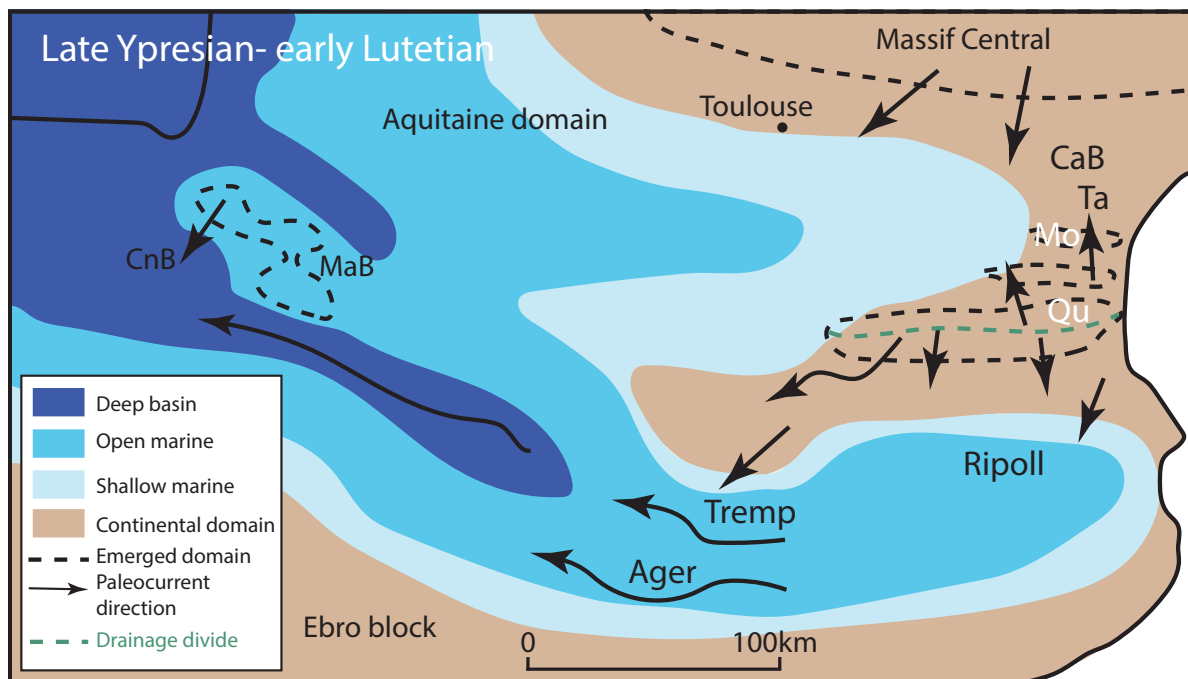 Late Ypresian- early Lutetian
Massif Central
Toulouse
Aquitaine domain
CaB
Ta
Mo
CnB
MaB
Qu
Deep basin
Open marine
Shallow marine
Continental domain
Emerged domain
Paleocurrent
direction
Drainage divide
Ripoll
Tremp
Ager
Ebro block
0
100km